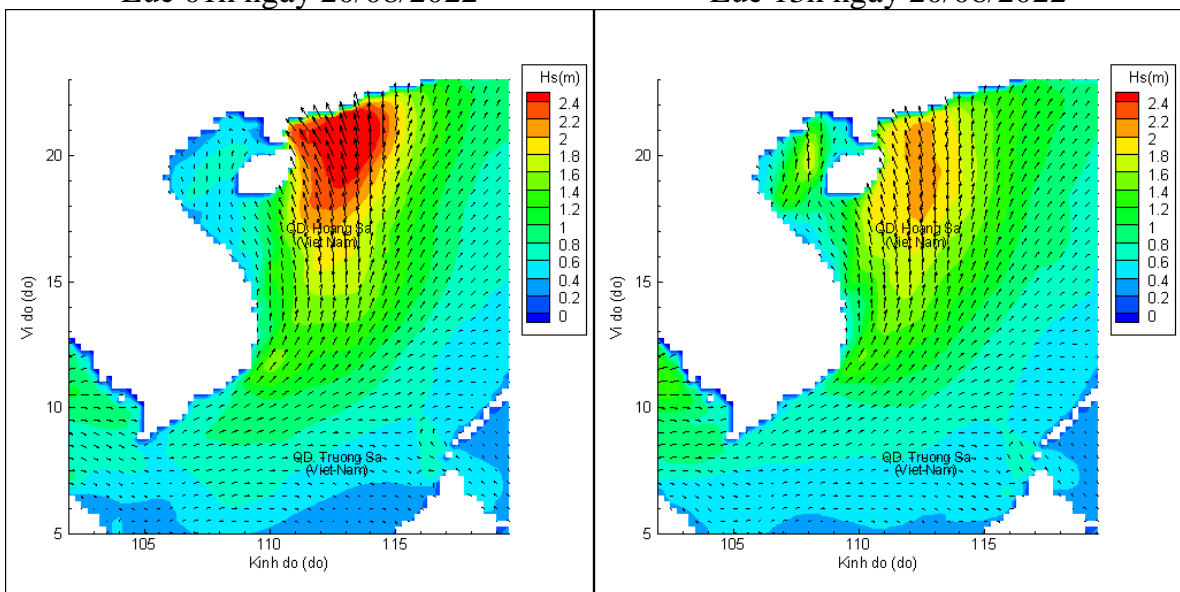 Lúc 01h ngày 26/08/2022
Lúc 13h ngày 26/08/2022
Hs(m)
2.4
2.2
2
1.8
1.6
1.4
1.2
1
0.8
0.6
0.4
0.2
0
20
15
10
5
Vi do (do)
105
110
115
Kinh do (do)
QD. Hoang Sa
(Viet Nam)
QD. Truong Sa
(Viet-Nam)
Hs(m)
2.4
2.2
2
1.8
1.6
1.4
1.2
1
0.8
0.6
0.4
0.2
0
20
15
10
5
Vi do (do)
105
110
115
Kinh do (do)
QD. Hoang Sa
(Viet Nam)
QD. Truong Sa
(Viet-Nam)